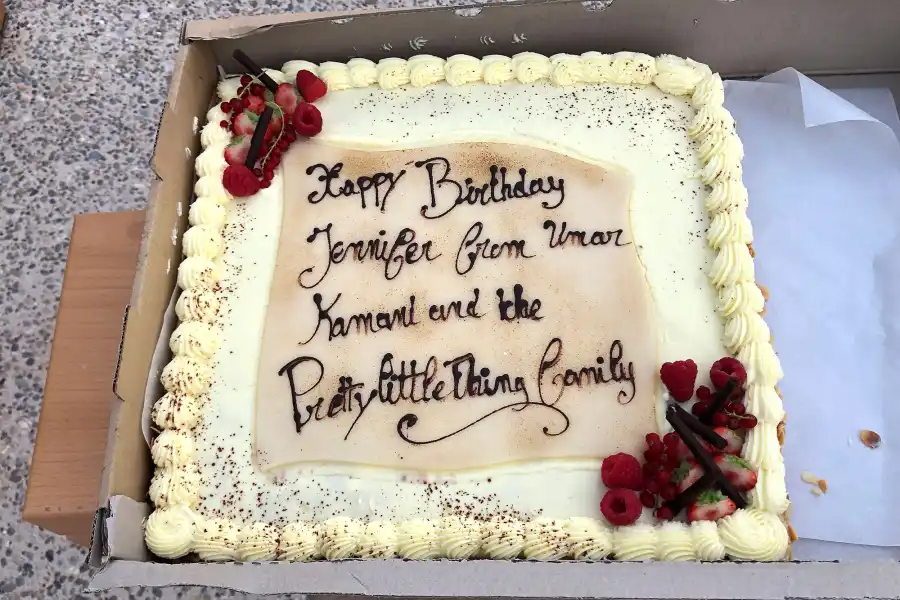 Happy Birthday
Jennifer from Umar
Kamani and the
PrettylittleThing Family